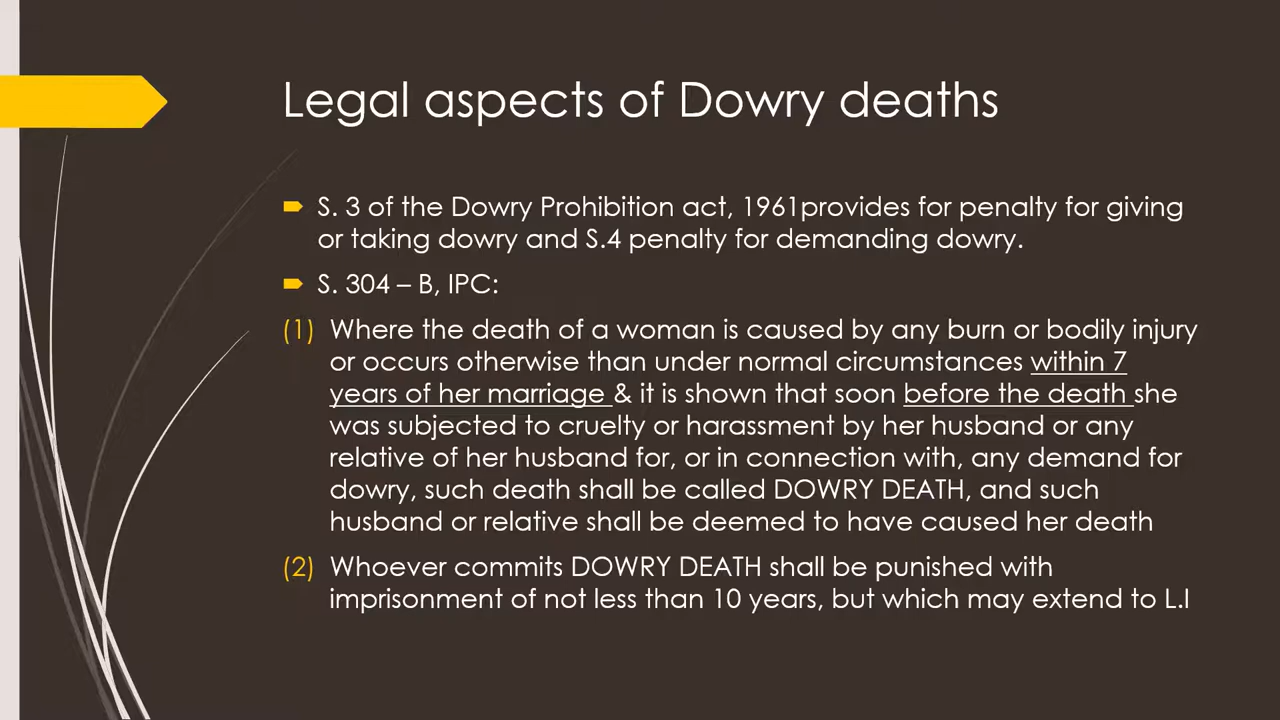 Legal aspects of Dowry deaths
S. 3 of the Dowry Prohibition act, 1961provides for penalty for giving
or taking dowry and S.4 penalty for demanding dowry.
S. 304 – B, IPC:
(1) Where the death of a woman is caused by any burn or bodily injury
or occurs otherwise than under normal circumstances within 7
years of her marriage & it is shown that soon before the death she
was subjected to cruelty or harassment by her husband or any
relative of her husband for, or in connection with, any demand for
dowry, such death shall be called DOWRY DEATH, and such
husband or relative shall be deemed to have caused her death
(2) Whoever commits DOWRY DEATH shall be punished with
imprisonment of not less than 10 years, but which may extend to L.I